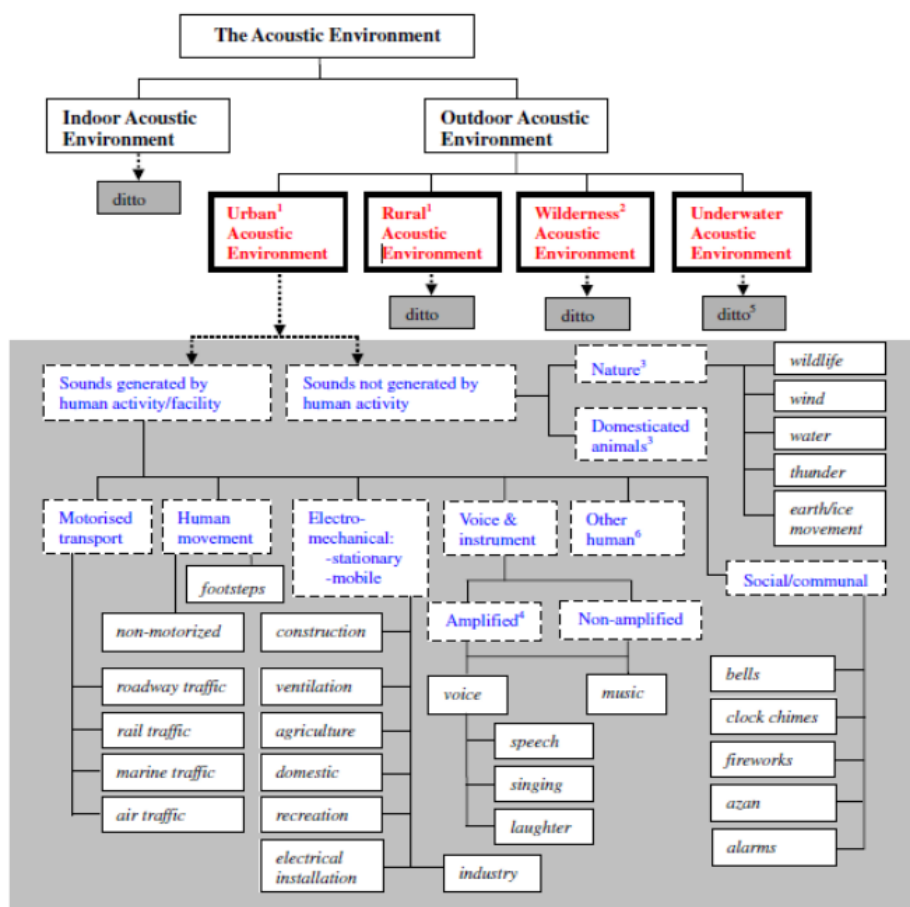 The Acoustic Environment
Indoor Acoustic
Environment
Outdoor Acoustic
Environment
ditto
Urban¹
Acoustic
Environment
Rural¹
Acoustic
Environment
Wilderness²
Acoustic
Environment
Underwater
Acoustic
Environment
ditto
ditto
ditto⁵
Sounds generated by
human activity/facility
Sounds not generated by
human activity
Nature³
Domesticated
animals³
wildlife
wind
water
thunder
earth/ice
movement
Motorised
transport
Human
movement
Electro-
mechanical:
-stationary
-mobile
Voice &
instrument
Other
human⁶
Social/communal
footsteps
non-motorized
roadway traffic
rail traffic
marine traffic
air traffic
construction
ventilation
agriculture
domestic
recreation
electrical
installation
industry
Amplified⁴
Non-amplified
voice
music
speech
singing
laughter
bells
clock chimes
fireworks
azan
alarms